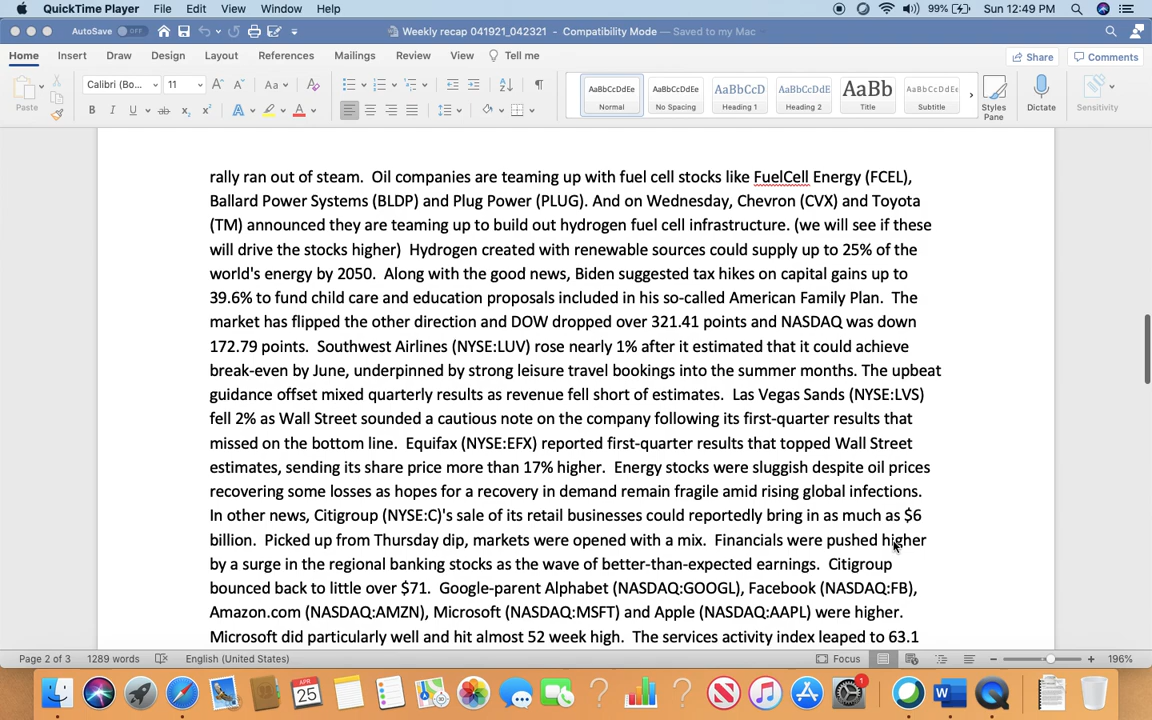 QuickTime Player File Edit View Window Help 99% Sun 12:49 PM
AutoSave OFF Weekly recap 041921_042321 - Compatibility Mode — Saved to my Mac
Home Insert Draw Design Layout References Mailings Review View Tell me Share Comments
Paste Calibri (Bo... 11 A A Aa A AaBbCcDdEe AaBbCcDdEe AaBbCcD AaBbCcDdE AaBb AaBbCcDdEe
B I U ab x₂ x² A A Normal No Spacing Heading 1 Heading 2 Title Subtitle Styles Pane Dictate Sensitivity
rally ran out of steam. Oil companies are teaming up with fuel cell stocks like FuelCell Energy (FCEL),
Ballard Power Systems (BLDP) and Plug Power (PLUG). And on Wednesday, Chevron (CVX) and Toyota
(TM) announced they are teaming up to build out hydrogen fuel cell infrastructure. (we will see if these
will drive the stocks higher) Hydrogen created with renewable sources could supply up to 25% of the
world's energy by 2050. Along with the good news, Biden suggested tax hikes on capital gains up to
39.6% to fund child care and education proposals included in his so-called American Family Plan. The
market has flipped the other direction and DOW dropped over 321.41 points and NASDAQ was down
172.79 points. Southwest Airlines (NYSE:LUV) rose nearly 1% after it estimated that it could achieve
break-even by June, underpinned by strong leisure travel bookings into the summer months. The upbeat
guidance offset mixed quarterly results as revenue fell short of estimates. Las Vegas Sands (NYSE:LVS)
fell 2% as Wall Street sounded a cautious note on the company following its first-quarter results that
missed on the bottom line. Equifax (NYSE:EFX) reported first-quarter results that topped Wall Street
estimates, sending its share price more than 17% higher. Energy stocks were sluggish despite oil prices
recovering some losses as hopes for a recovery in demand remain fragile amid rising global infections.
In other news, Citigroup (NYSE:C)'s sale of its retail businesses could reportedly bring in as much as $6
billion. Picked up from Thursday dip, markets were opened with a mix. Financials were pushed higher
by a surge in the regional banking stocks as the wave of better-than-expected earnings. Citigroup
bounced back to little over $71. Google-parent Alphabet (NASDAQ:GOOGL), Facebook (NASDAQ:FB),
Amazon.com (NASDAQ:AMZN), Microsoft (NASDAQ:MSFT) and Apple (NASDAQ:AAPL) were higher.
Microsoft did particularly well and hit almost 52 week high. The services activity index leaped to 63.1
Page 2 of 3 1289 words English (United States) Focus 196%
APR 25 1